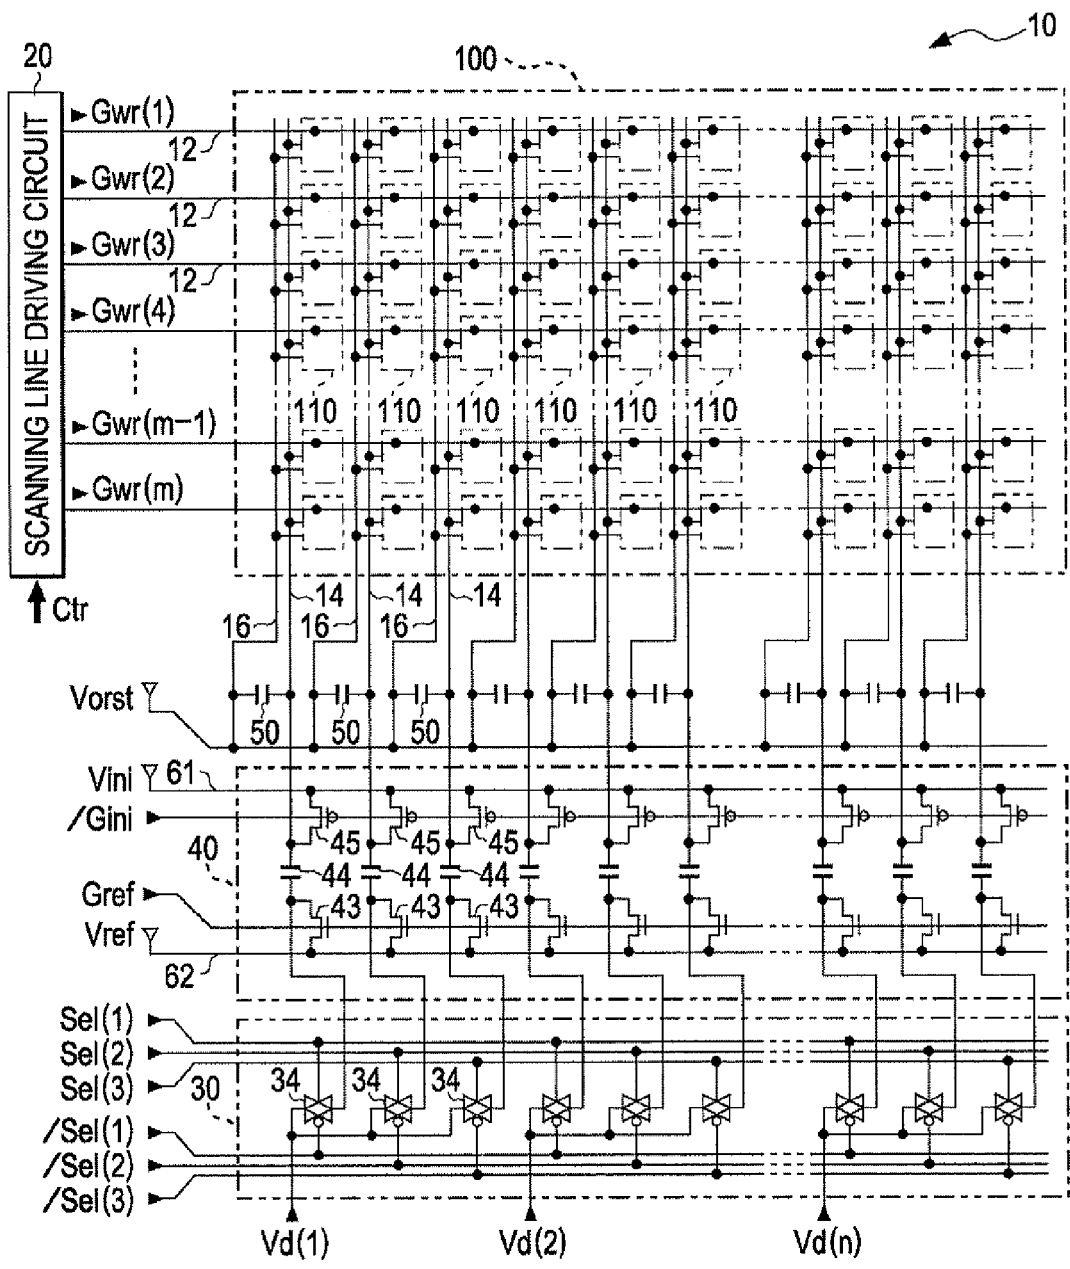 10
20
100
SCANNING LINE DRIVING CIRCUIT
Gwr(1)
12
Gwr(2)
12
Gwr(3)
12
Gwr(4)
110 110 110 110 110 110
Gwr(m-1)
Gwr(m)
Ctr
14 14 14
16 16 16
Vorst
50 50 50
Vini 61
/Gini
45 45 45
40
44 44 44
Gref
43 43 43
Vref
62
Sel(1)
Sel(2)
Sel(3)
34 34 34
30
/Sel(1)
/Sel(2)
/Sel(3)
Vd(1) Vd(2) Vd(n)